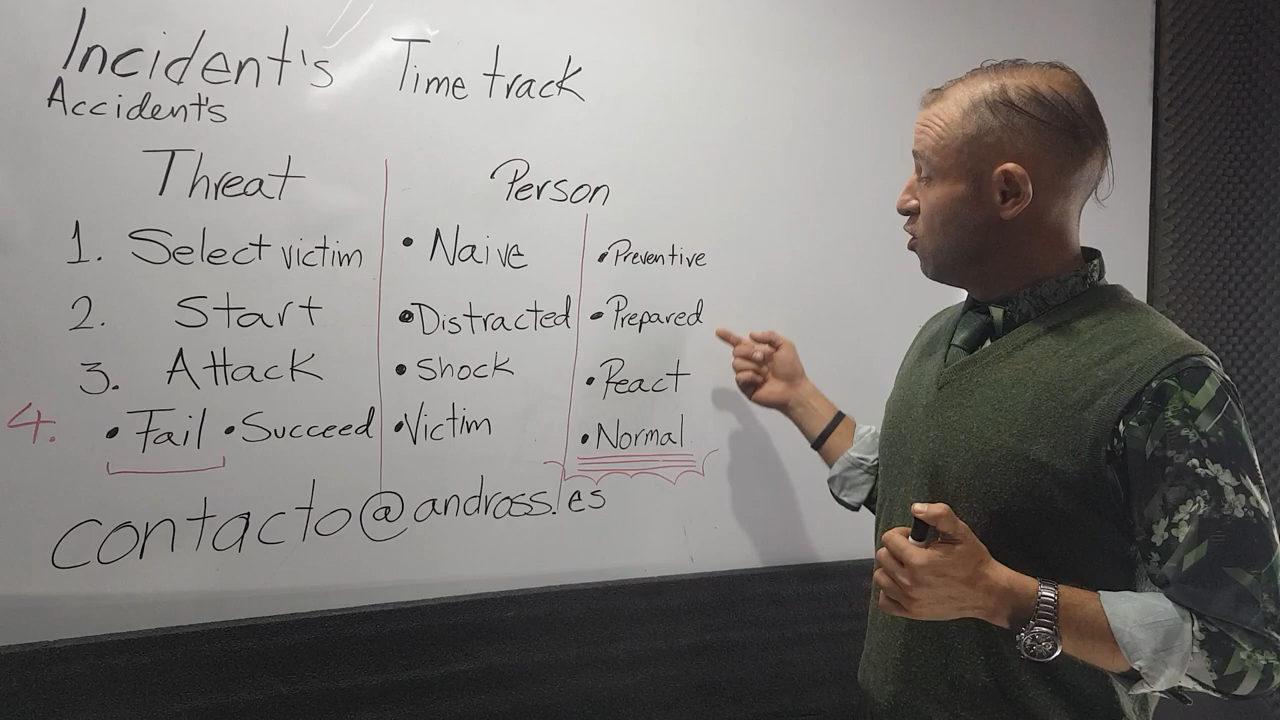 Incident's Time track
Accident's
Threat Person
1. Select victim • Naive • Preventive
2. Start • Distracted • Prepared
3. Attack • Shock • React
4. • Fail • Succeed • Victim • Normal
contacto@andross.es